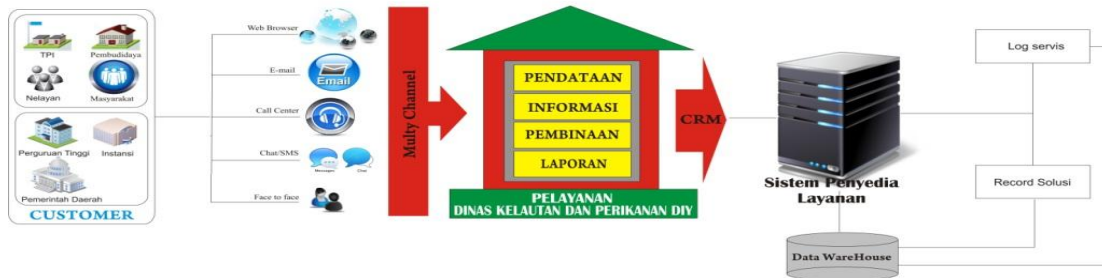 TPI
Pembudidaya
Nelayan
Masyarakat
Perguruan Tinggi
Instansi
Pemerintah Daerah
CUSTOMER
Web Browser
E-mail
Email
Call Center
Chat/SMS
Messages
Chat
Face to face
Multy Channel
PENDATAAN
INFORMASI
PEMBINAAN
LAPORAN
PELAYANAN
DINAS KELAUTAN DAN PERIKANAN DIY
CRM
Sistem Penyedia
Layanan
Data WareHouse
Log servis
Record Solusi